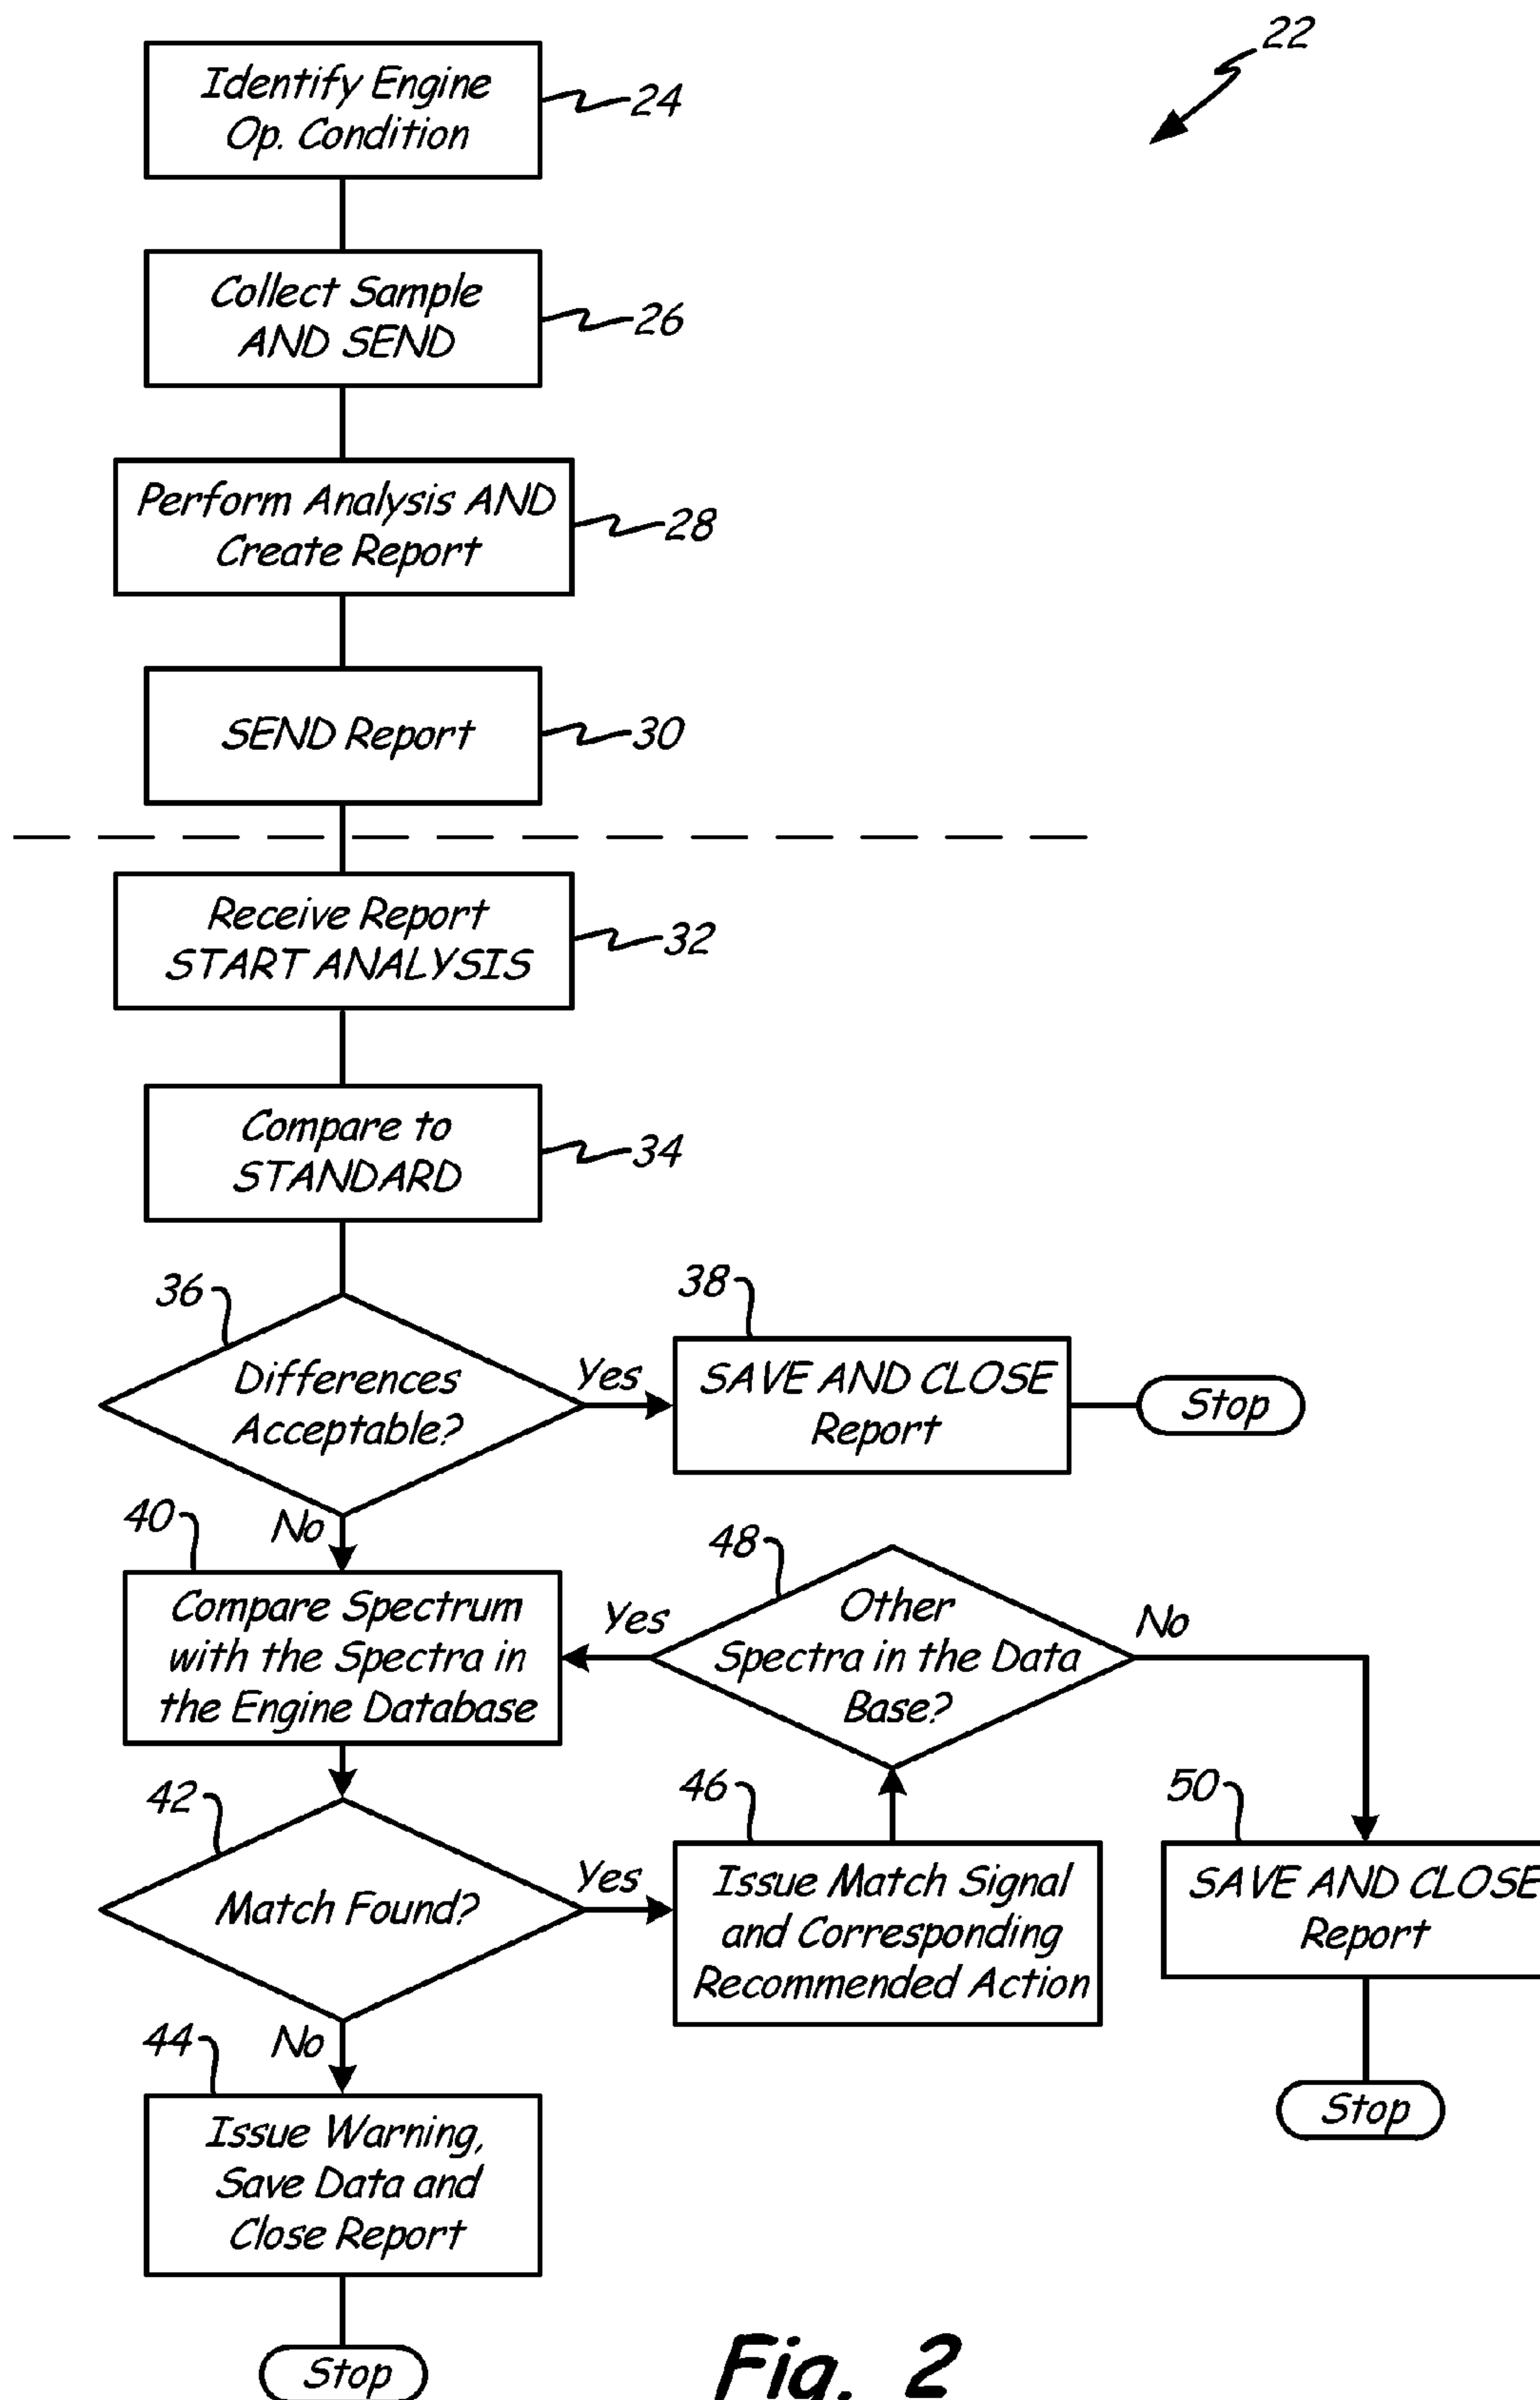 22
Identify Engine
Op. Condition
24
Collect Sample
AND SEND
26
Perform Analysis AND
Create Report
28
SEND Report
30
Receive Report
START ANALYSIS
32
Compare to
STANDARD
34
36
Differences
Acceptable?
Yes
No
38
SAVE AND CLOSE
Report
Stop
40
Compare Spectrum
with the Spectra in
the Engine Database
48
Other
Spectra in the Data
Base?
Yes
No
42
Match Found?
Yes
No
46
Issue Match Signal
and Corresponding
Recommended Action
50
SAVE AND CLOSE
Report
Stop
44
Issue Warning,
Save Data and
Close Report
Stop
Fig. 2